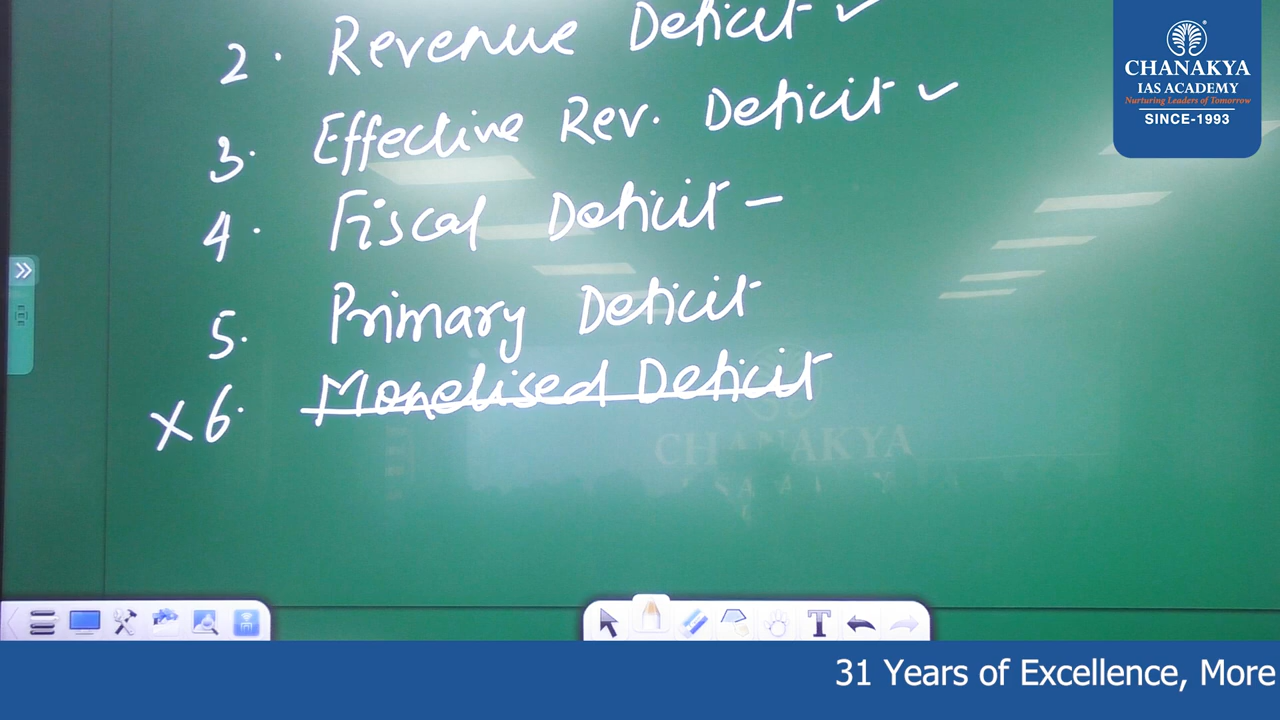 2. Revenue Deficit ✓
3. Effective Rev. Deficit ✓
4. Fiscal Deficit –
5. Primary Deficit
X 6. Monetised Deficit
CHANAKYA
IAS ACADEMY
Nurturing Leaders of Tomorrow
SINCE-1993
CHANAKYA
T
31 Years of Excellence, More